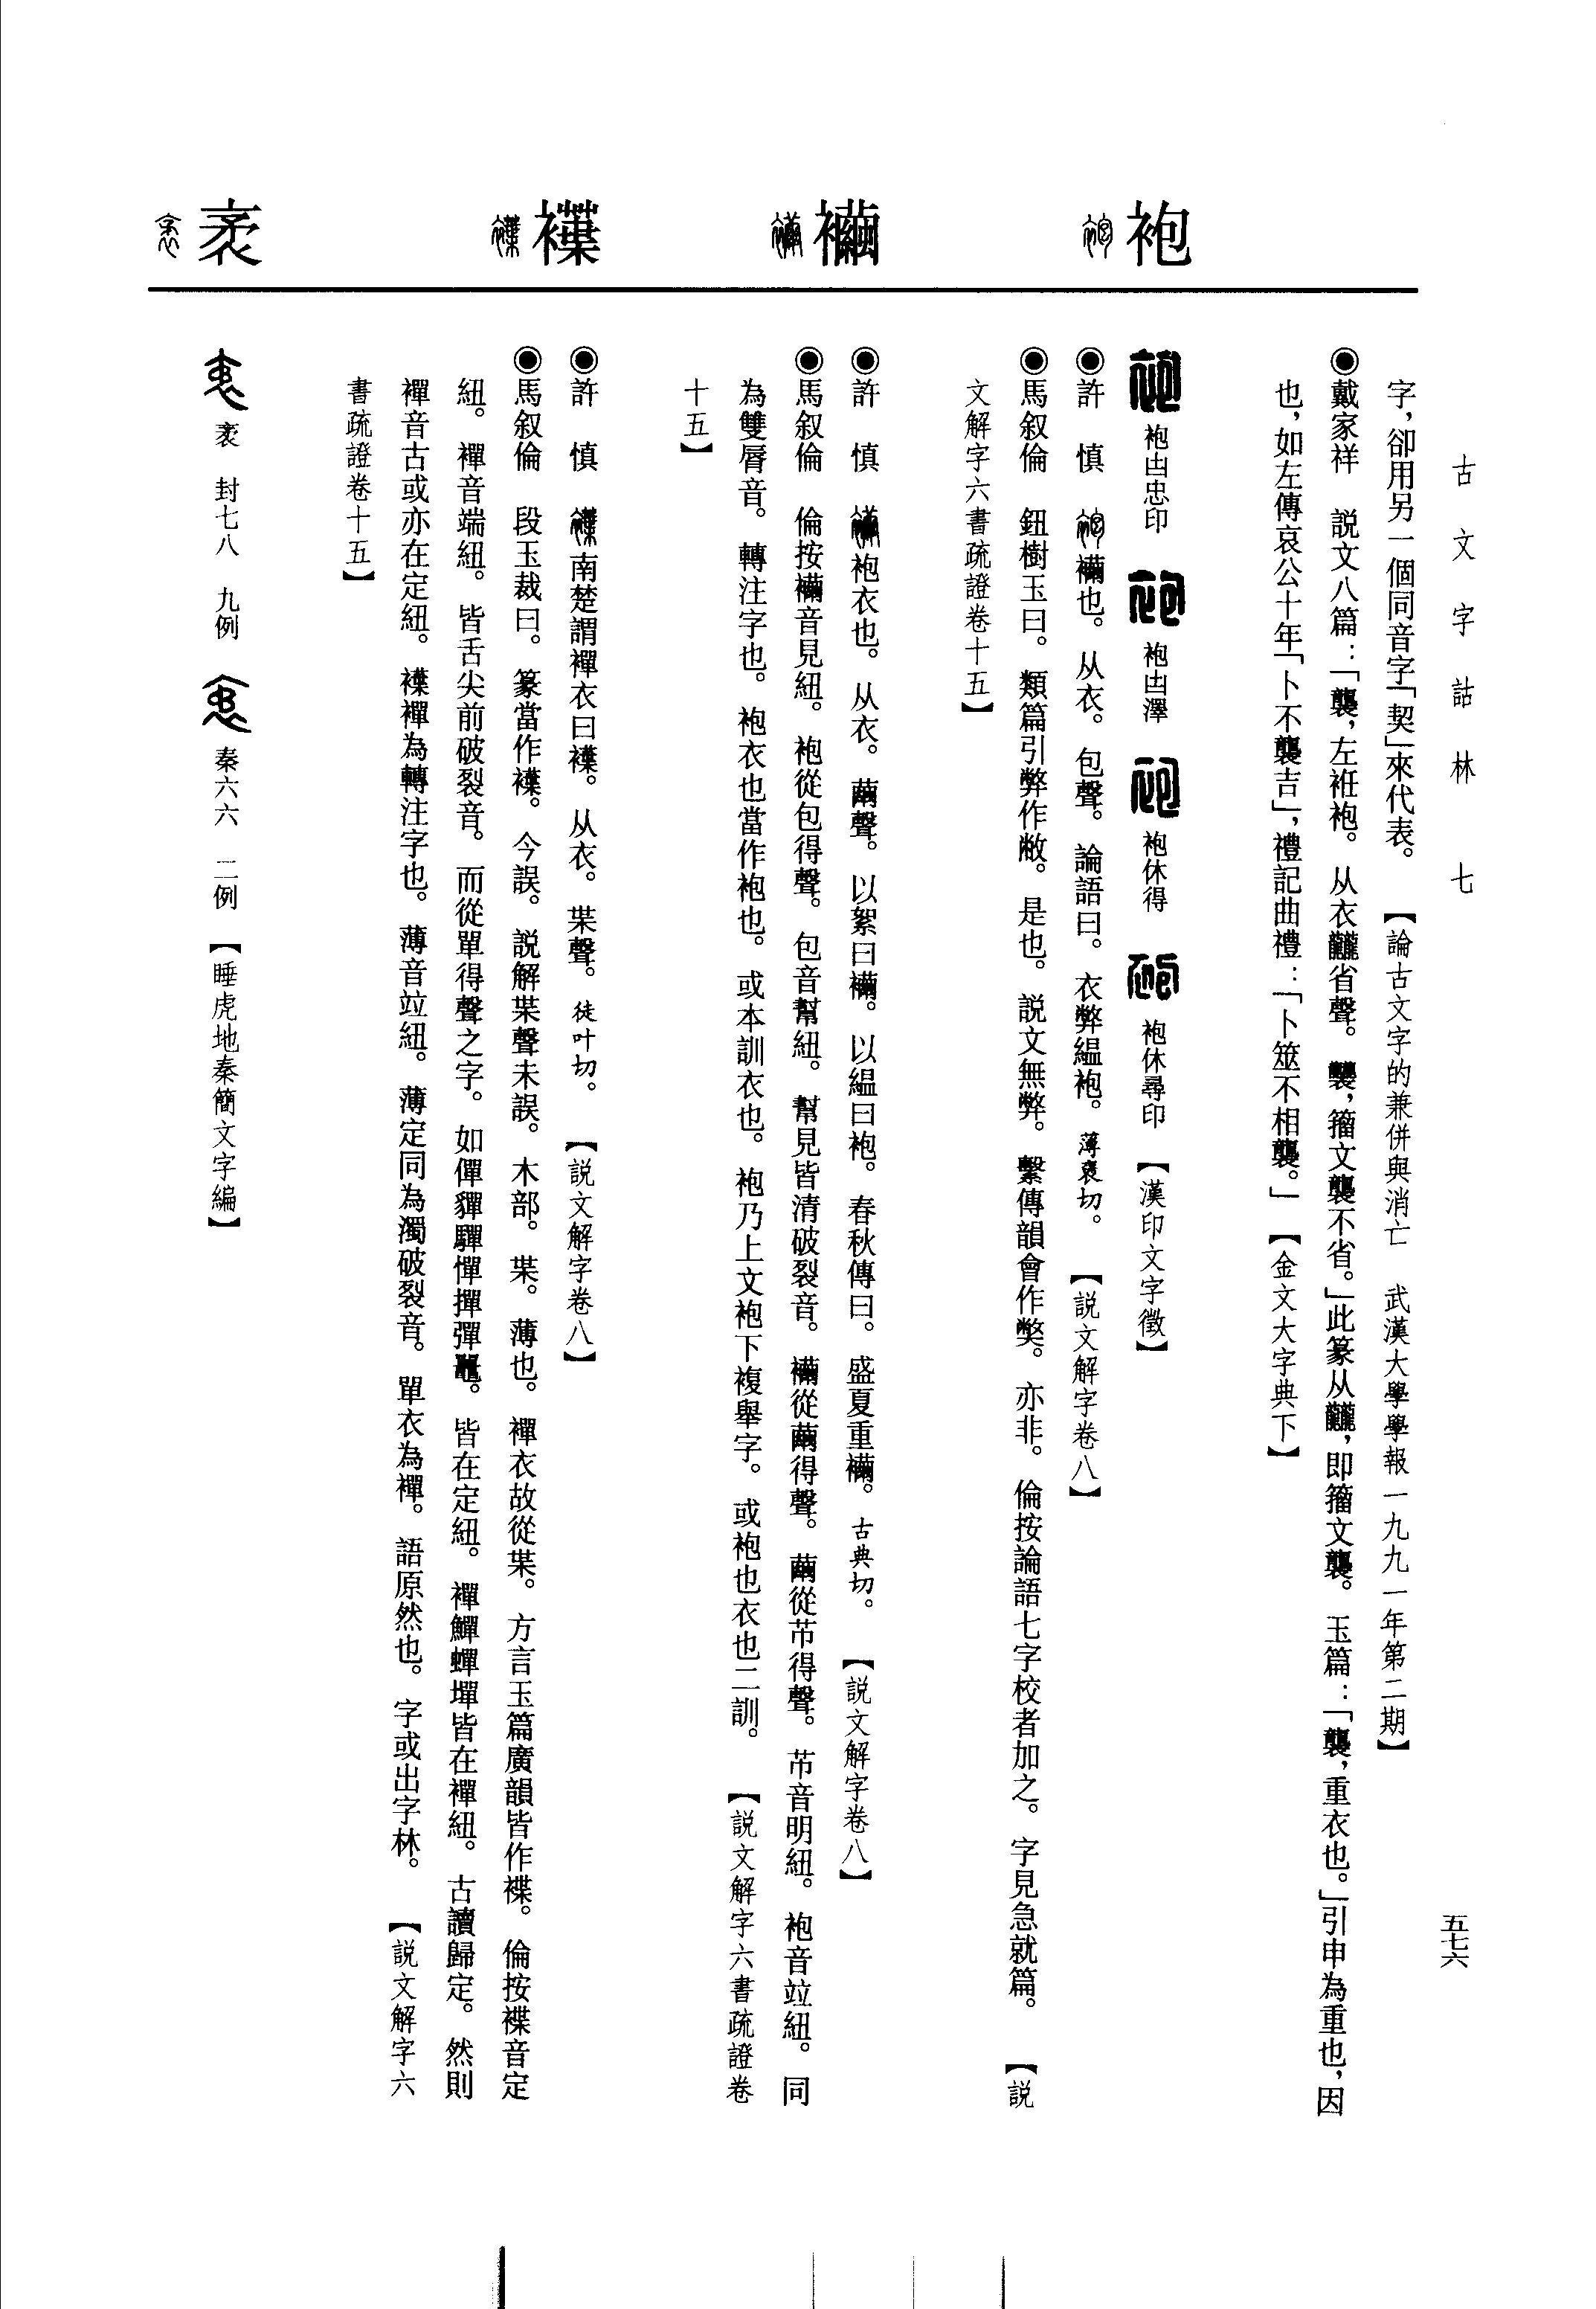 古文字詁林　七
五七六
字，卻用另一個同音字「契」來代表。　【論古文字的兼併與消亡　武漢大學學報一九九一年第二期】
◉戴家祥　説文八篇：「襲，左衽袍。从衣龖省聲。，籀文襲不省。」此篆从龖，即籀文襲。玉篇：「襲，重衣也。」引申為重也，因
也，如左傳哀公十年「卜不襲吉」，禮記曲禮：「卜筮不相襲。」　【金文大字典下】
袍
袍凷忠印　袍凷澤　袍休得　袍休尋印　【漢印文字徵】
◉許　慎　襺也。从衣。包聲。論語曰。衣弊緼袍。薄襃切。　【説文解字卷八】
◉馬叙倫　鈕樹玉曰。類篇引弊作敝。是也。説文無弊。繫傳韻會作獘。亦非。倫按論語七字校者加之。字見急就篇。　【説
文解字六書疏證卷十五】
襺
◉許　慎　袍衣也。从衣。繭聲。以絮曰襺。以緼曰袍。春秋傳曰。盛夏重襺。古典切。　【説文解字卷八】
◉馬叙倫　倫按襺音見紐。袍從包得聲。包音幫紐。幫見皆清破裂音。襺從繭得聲。繭從芇得聲。芇音明紐。袍音竝紐。同
為雙脣音。轉注字也。袍衣也當作袍也。或本訓衣也。袍乃上文袍下複舉字。或袍也衣也二訓。　【説文解字六書疏證卷
十五】
◉許　慎　南楚謂襌衣曰。从衣。枼聲。徒叶切。　【説文解字卷八】
◉馬叙倫　段玉裁曰。篆當作。今誤。説解枼聲未誤。木部。枼。薄也。襌衣故從枼。方言玉篇廣韻皆作褋。倫按褋音定
紐。襌音端紐。皆舌尖前破裂音。而從單得聲之字。如僤貚驒憚撣彈鼉。皆在定紐。禪鱓蟬墠皆在禪紐。古讀歸定。然則
襌音古或亦在定紐。襌為轉注字也。薄音竝紐。薄定同為濁破裂音。單衣為襌。語原然也。字或出字林。　【説文解字六
書疏證卷十五】
袤
袤　封七八　九例　秦六六　二例　【睡虎地秦簡文字編】